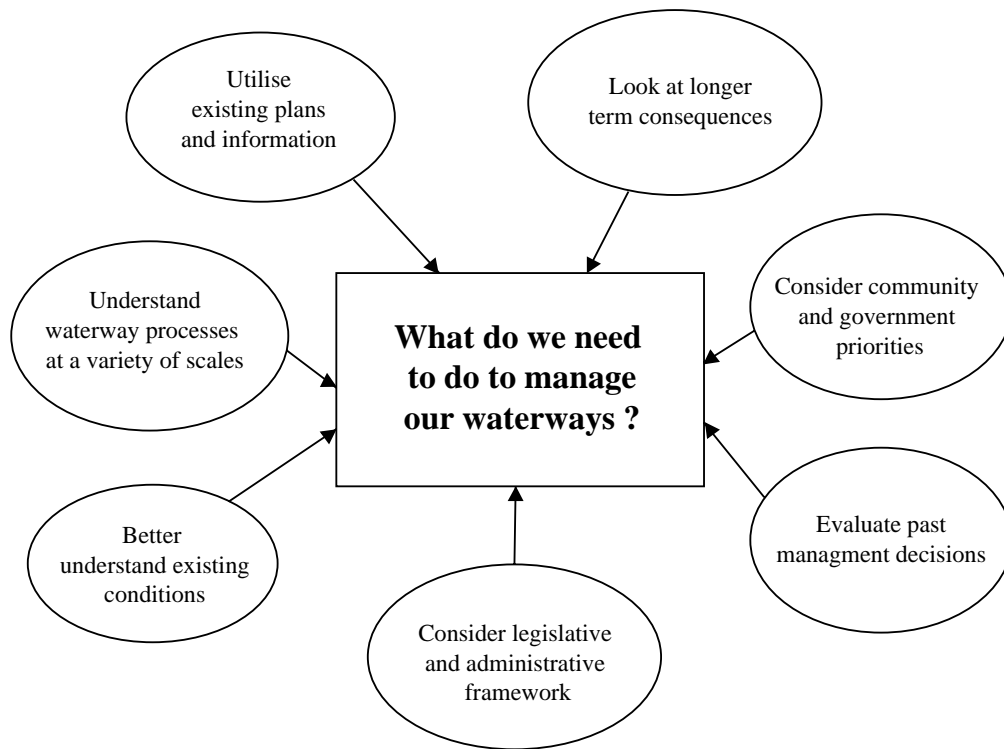 Utilise
existing plans
and information
Look at longer
term consequences
Understand
waterway processes
at a variety of scales
What do we need
to do to manage
our waterways ?
Consider community
and government
priorities
Better
understand existing
conditions
Consider legislative
and administrative
framework
Evaluate past
managment decisions